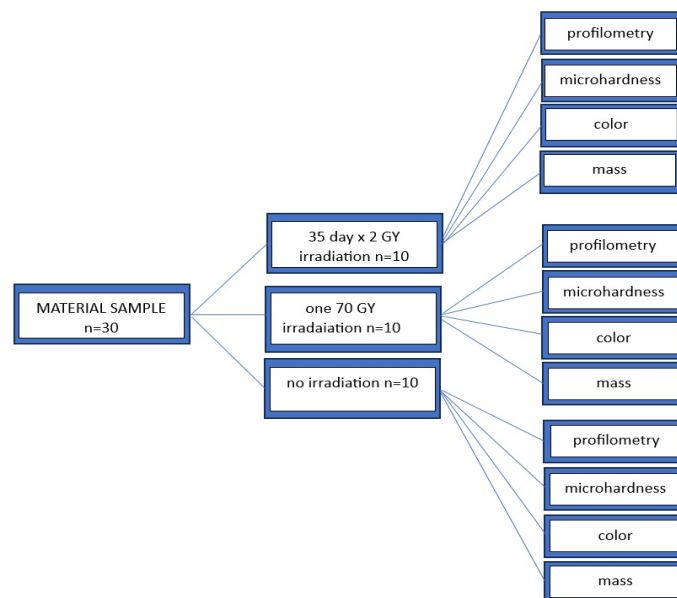 MATERIAL SAMPLE
n=30
35 day x 2 GY
irradiation n=10
one 70 GY
irradaiation n=10
no irradiation n=10
profilometry
microhardness
color
mass
profilometry
microhardness
color
mass
profilometry
microhardness
color
mass